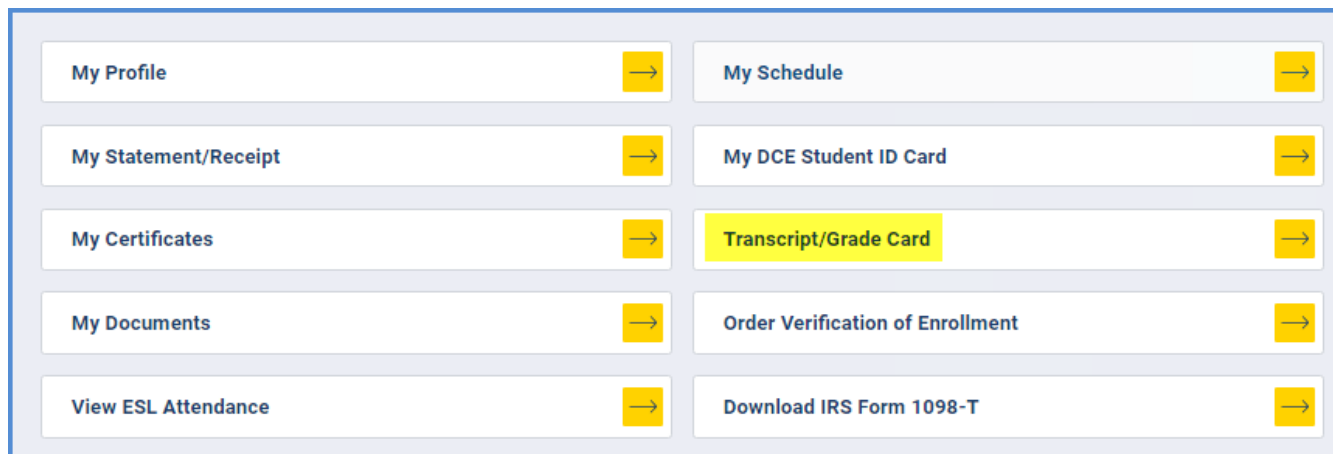 My Profile
My Schedule
My Statement/Receipt
My DCE Student ID Card
My Certificates
Transcript/Grade Card
My Documents
Order Verification of Enrollment
View ESL Attendance
Download IRS Form 1098-T